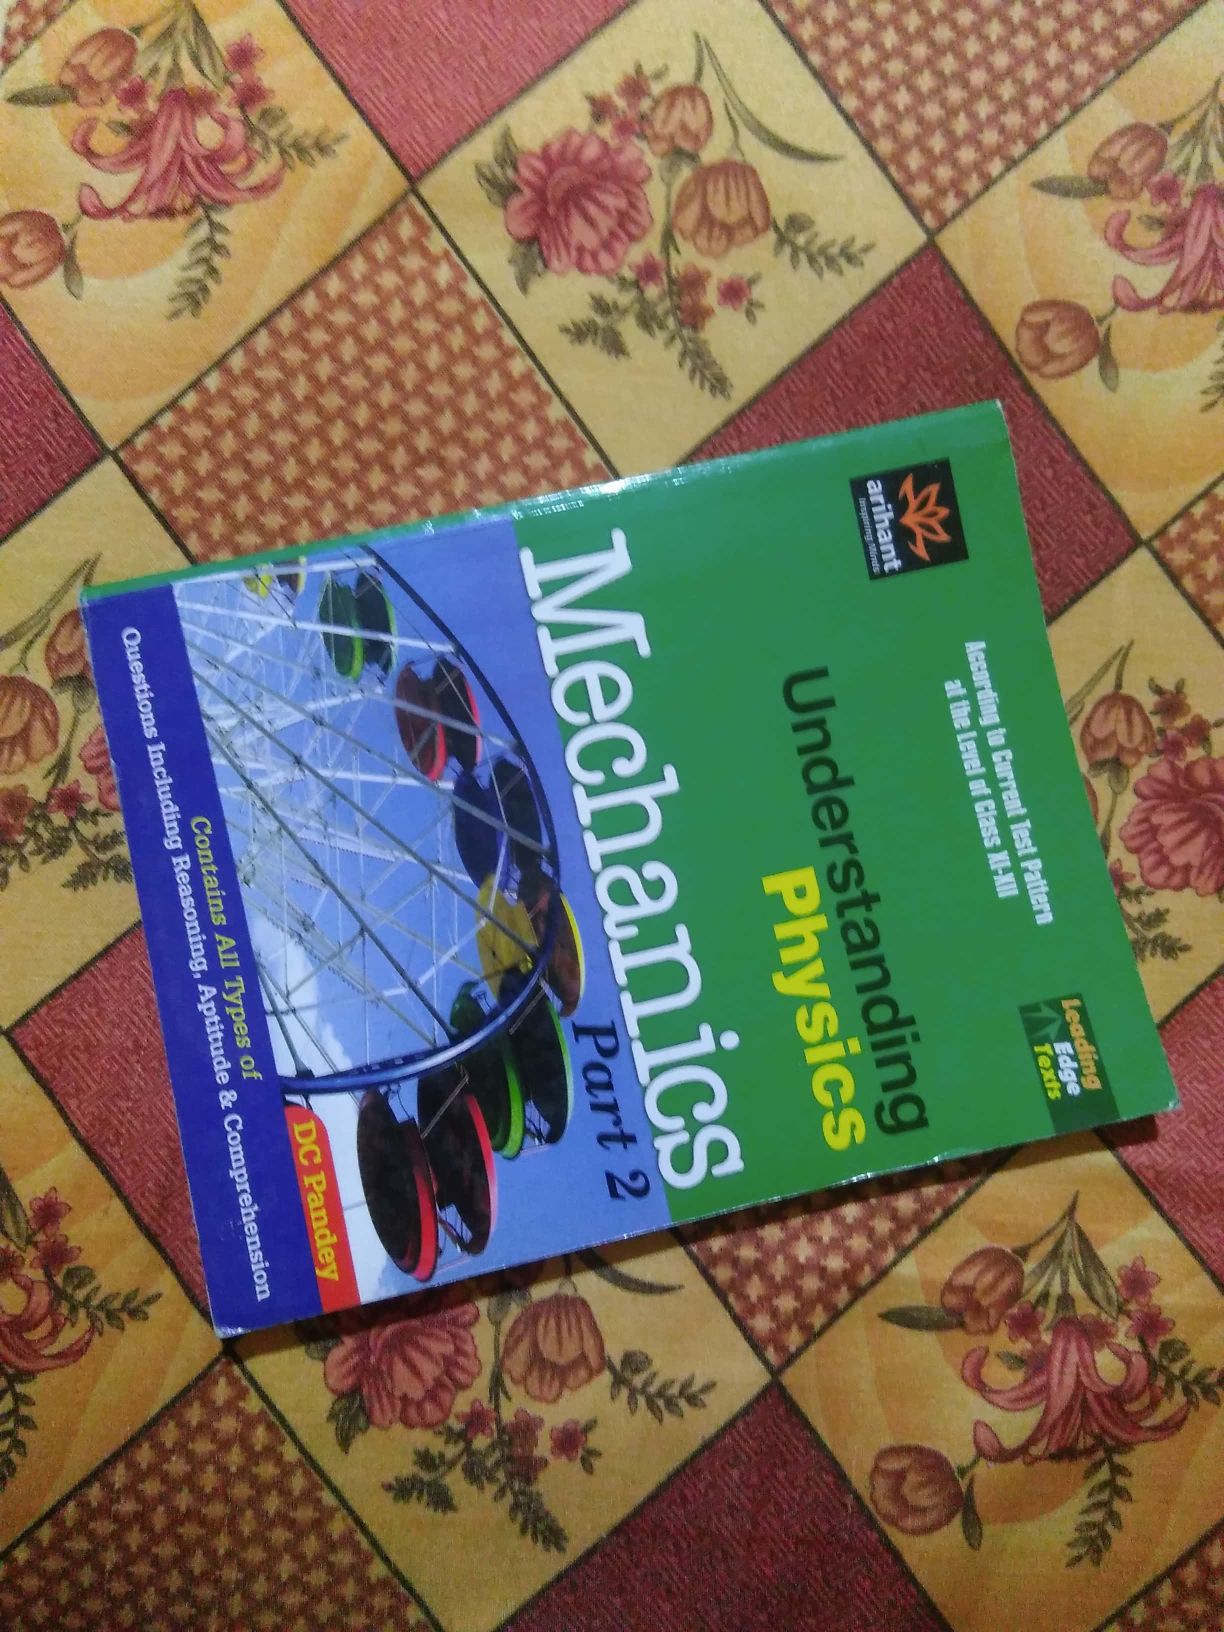 arihant
Inspiring Minds
According to Current Test Pattern
at the Level of Class XI-XII
Leading
Edge
Texts
Understanding
Physics
Mechanics
Part 2
DC Pandey
Contains All Types of
Questions Including Reasoning, Aptitude & Comprehension